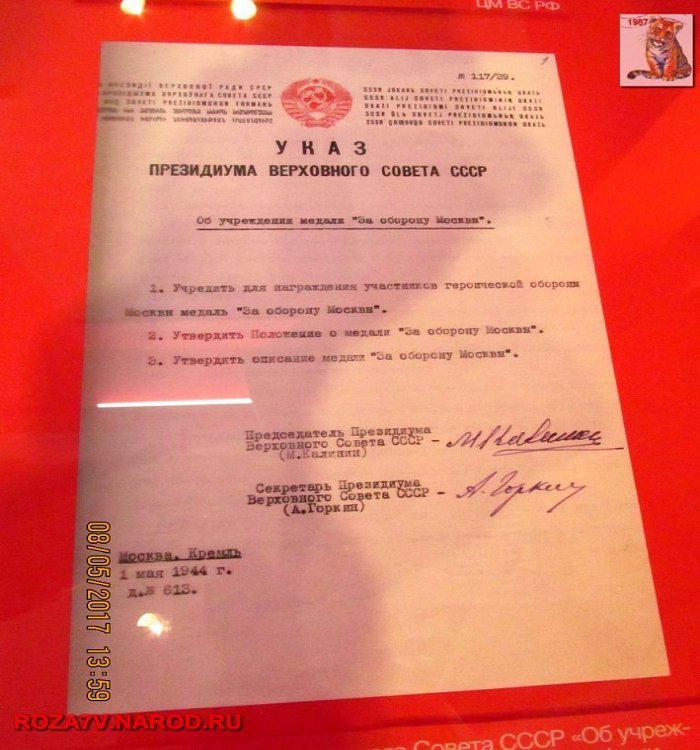 ЦМ ВС РФ
1987
№ 117/39.
УКАЗ
ПРЕЗИДИУМА ВЕРХОВНОГО СОВЕТА СССР
Об учреждении медали "За оборону Москвы".
1. Учредить для награждения участников героической обороны
Москвы медаль "За оборону Москвы".
2. Утвердить Положение о медали "За оборону Москвы".
3. Утвердить описание медали "За оборону Москвы".
Председатель Президиума
Верховного Совета СССР - М. Калинин
(М.Калинин)
Секретарь Президиума
Верховного Совета СССР - А. Горкин
(А.Горкин)
Москва. Кремль
1 мая 1944 г.
д.№ 613.
08/05/2017 13:59
ROZA7V.NAROD.RU
Совета СССР «Об учреж-